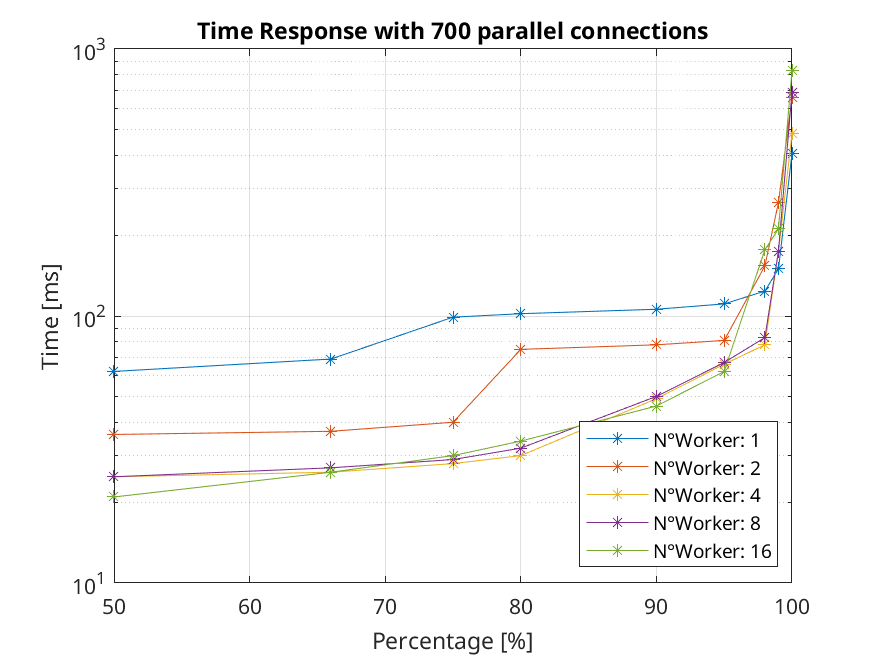 Time Response with 700 parallel connections
10^3
10^2
10^1
Time [ms]
50 60 70 80 90 100
Percentage [%]
N°Worker: 1
N°Worker: 2
N°Worker: 4
N°Worker: 8
N°Worker: 16